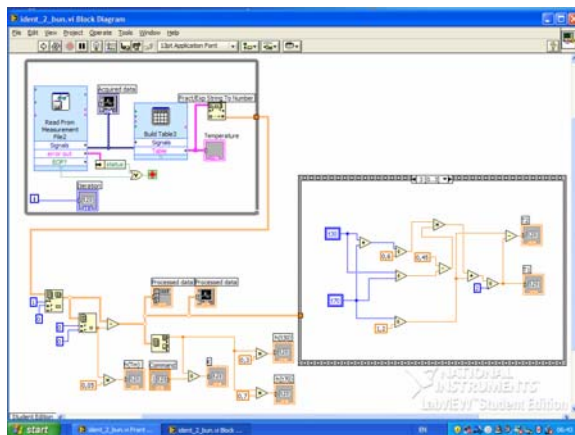 Ident_2_bun.vi Block Diagram
File Edit View Project Operate Tools Window Help
13pt Application Font
Acquired data
Fract/Exp String To Number
Read From
Measurement
File2
Signals
error out
EOF?
Build Table3
Signals
Table
Temperature
status
Iteration
i
t30
t70
0,6
0,45
1,2
Processed data
Processed data
0,05
Command
0,3
0,7
NATIONAL
INSTRUMENTS
LabVIEW Student Edition
Student Edition
start
ident_2_bun.vi Front ...
ident_2_bun.vi Block ...
EN